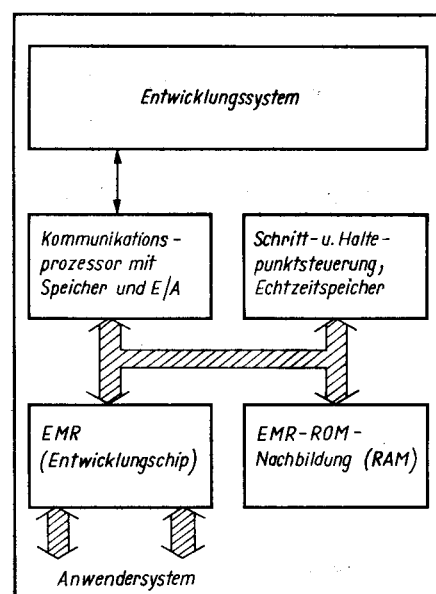 Entwicklungssystem
Kommunikations-
prozessor mit
Speicher und E/A
Schritt- u. Halte-
punktsteuerung,
Echtzeitspeicher
EMR
(Entwicklungschip)
EMR-ROM-
Nachbildung (RAM)
Anwendersystem